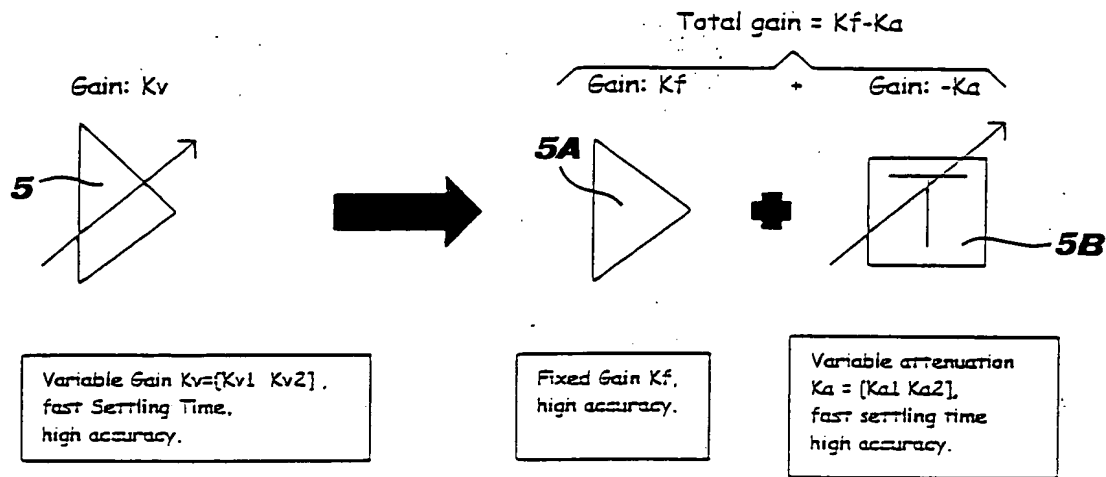 Total gain = Kf-Ka
Gain: Kv
Gain: Kf + Gain: -Ka
5
5A
5B
Variable Gain Kv=[Kv1 Kv2],
fast Settling Time,
high accuracy.
Fixed Gain Kf,
high accuracy.
Variable attenuation
Ka = [Ka1 Ka2],
fast settling time
high accuracy.